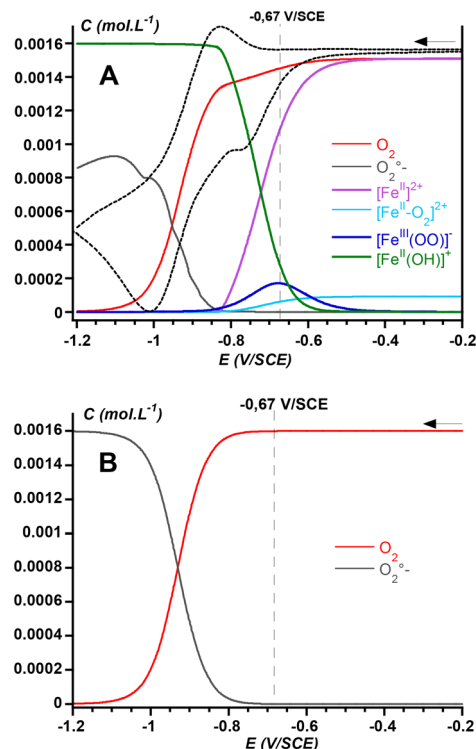 C (mol.L⁻¹)
-0,67 V/SCE
0.0016
0.0014
0.0012
0.001
0.0008
0.0006
0.0004
0.0002
0
A
O₂
O₂°-
[Feᴵᴵ]²⁺
[Feᴵᴵ-O₂]²⁺
[Feᴵᴵᴵ(OO)]⁻
[Feᴵᴵ(OH)]⁺
-1.2 -1 -0.8 -0.6 -0.4 -0.2
E (V/SCE)
C (mol.L⁻¹)
-0,67 V/SCE
0.0016
0.0014
0.0012
0.001
0.0008
0.0006
0.0004
0.0002
0
B
O₂
O₂°-
-1.2 -1 -0.8 -0.6 -0.4 -0.2
E (V/SCE)